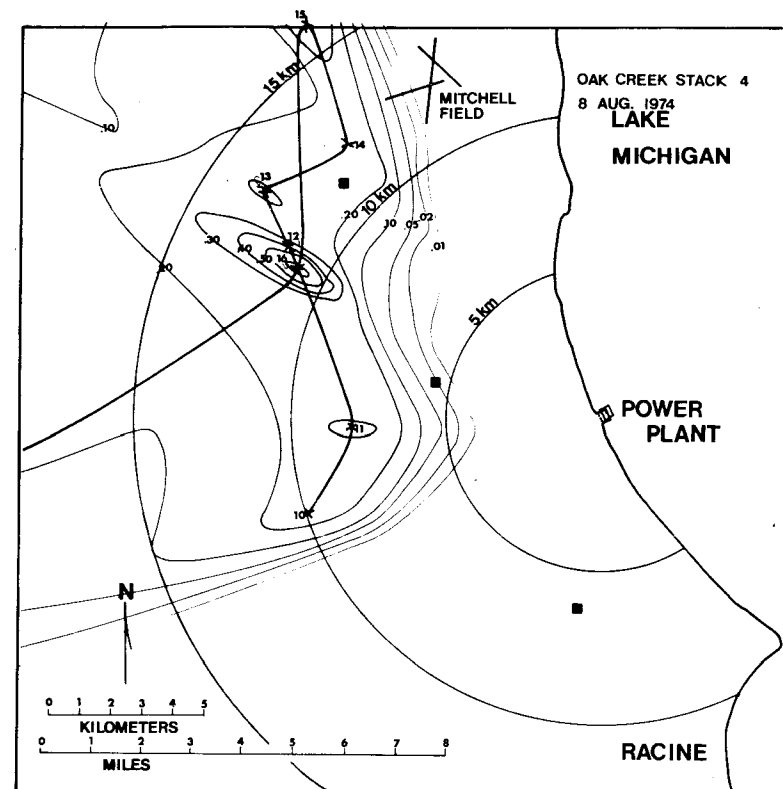 15
15 km
OAK CREEK STACK 4
8 AUG. 1974
LAKE
MICHIGAN
MITCHELL
FIELD
.10
14
13
10 km
.20
.10
.05
.02
.01
12
.30
.40
.50
16
.20
5 km
POWER
PLANT
11
10
N
0 1 2 3 4 5
KILOMETERS
0 1 2 3 4 5 6 7 8
MILES
RACINE